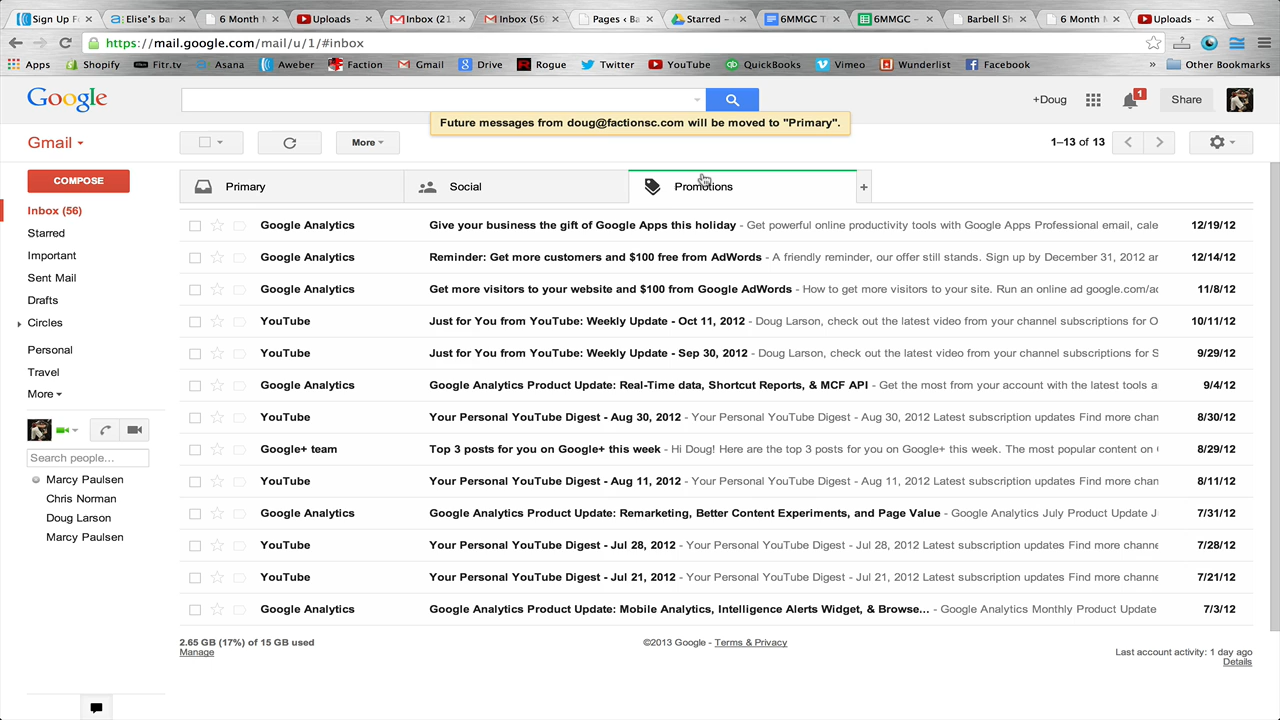 Sign Up F
Elise's ba
6 Month M
Uploads -
Inbox (21
Inbox (56
Pages ‹ Ba
Starred -
6MMGC T
6MMGC -
Barbell Sh
6 Month M
Uploads -
https://mail.google.com/mail/u/1/#inbox
Apps Shopify Fitr.tv Asana Aweber Faction Gmail Drive Rogue Twitter YouTube QuickBooks Vimeo Wunderlist Facebook » Other Bookmarks
Google
+Doug
1
Share
Future messages from doug@factionsc.com will be moved to "Primary".
Gmail
More
1–13 of 13
COMPOSE
Primary
Social
Promotions
+
Inbox (56)
Starred
Important
Sent Mail
Drafts
Circles
Personal
Travel
More
Search people...
Marcy Paulsen
Chris Norman
Doug Larson
Marcy Paulsen
Google Analytics Give your business the gift of Google Apps this holiday - Get powerful online productivity tools with Google Apps Professional email, cale 12/19/12
Google Analytics Reminder: Get more customers and $100 free from AdWords - A friendly reminder, our offer still stands. Sign up by December 31, 2012 an 12/14/12
Google Analytics Get more visitors to your website and $100 from Google AdWords - How to get more visitors to your site. Run an online ad google.com/ad 11/8/12
YouTube Just for You from YouTube: Weekly Update - Oct 11, 2012 - Doug Larson, check out the latest video from your channel subscriptions for O 10/11/12
YouTube Just for You from YouTube: Weekly Update - Sep 30, 2012 - Doug Larson, check out the latest video from your channel subscriptions for S 9/29/12
Google Analytics Google Analytics Product Update: Real-Time data, Shortcut Reports, & MCF API - Get the most from your account with the latest tools a 9/4/12
YouTube Your Personal YouTube Digest - Aug 30, 2012 - Your Personal YouTube Digest - Aug 30, 2012 Latest subscription updates Find more channe 8/30/12
Google+ team Top 3 posts for you on Google+ this week - Hi Doug! Here are the top 3 posts for you on Google+ this week. The most popular content on 8/29/12
YouTube Your Personal YouTube Digest - Aug 11, 2012 - Your Personal YouTube Digest - Aug 11, 2012 Latest subscription updates Find more channe 8/11/12
Google Analytics Google Analytics Product Update: Remarketing, Better Content Experiments, and Page Value - Google Analytics July Product Update J 7/31/12
YouTube Your Personal YouTube Digest - Jul 28, 2012 - Your Personal YouTube Digest - Jul 28, 2012 Latest subscription updates Find more channe 7/28/12
YouTube Your Personal YouTube Digest - Jul 21, 2012 - Your Personal YouTube Digest - Jul 21, 2012 Latest subscription updates Find more channe 7/21/12
Google Analytics Google Analytics Product Update: Mobile Analytics, Intelligence Alerts Widget, & Browse... - Google Analytics Monthly Product Update 7/3/12
2.65 GB (17%) of 15 GB used
Manage
©2013 Google - Terms & Privacy
Last account activity: 1 day ago
Details